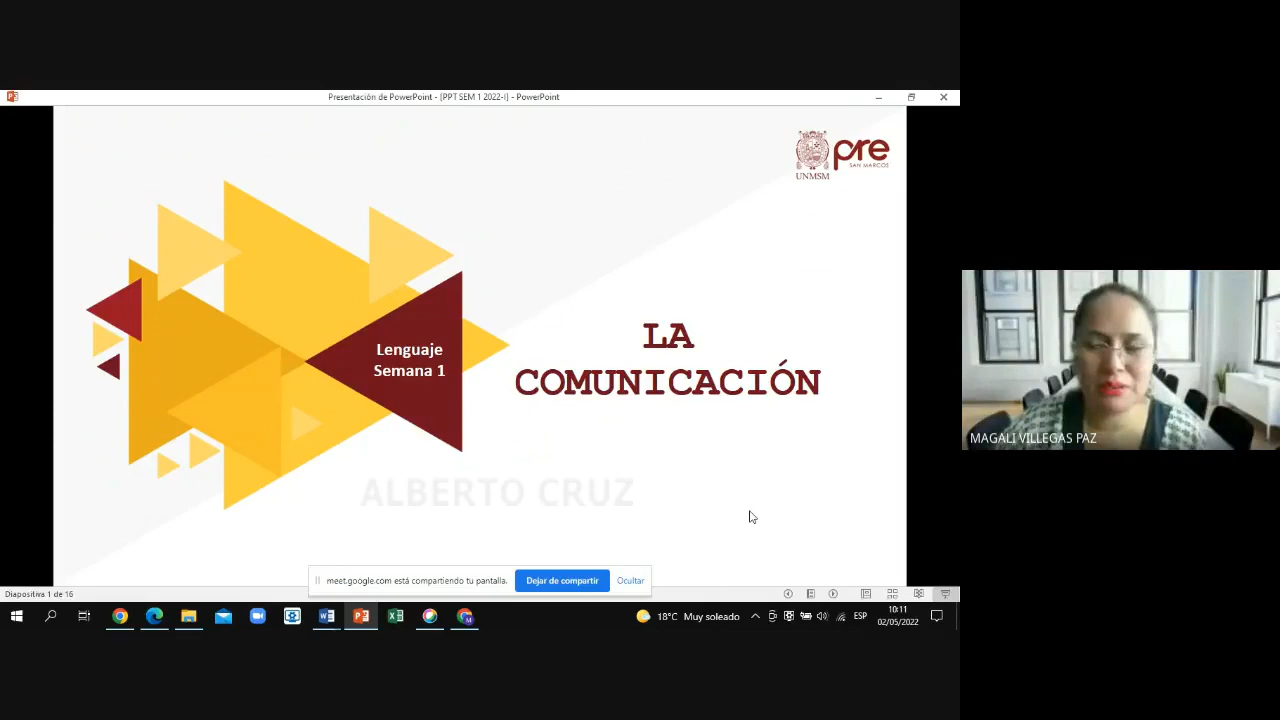 Presentación de PowerPoint - [PPT SEM 1 2022-I] - PowerPoint
UNMSM
pre
SAN MARCOS
Lenguaje
Semana 1
LA
COMUNICACIÓN
ALBERTO CRUZ
MAGALI VILLEGAS PAZ
meet.google.com está compartiendo tu pantalla.
Dejar de compartir
Ocultar
Diapositiva 1 de 16
18°C Muy soleado
ESP
10:11
02/05/2022